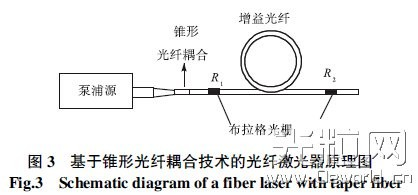 增益光纤
锥形
光纤耦合
R1
R2
泵浦源
布拉格光栅
图 3 基于锥形光纤耦合技术的光纤激光器原理图
Fig.3 Schematic diagram of a fiber laser with taper fiber